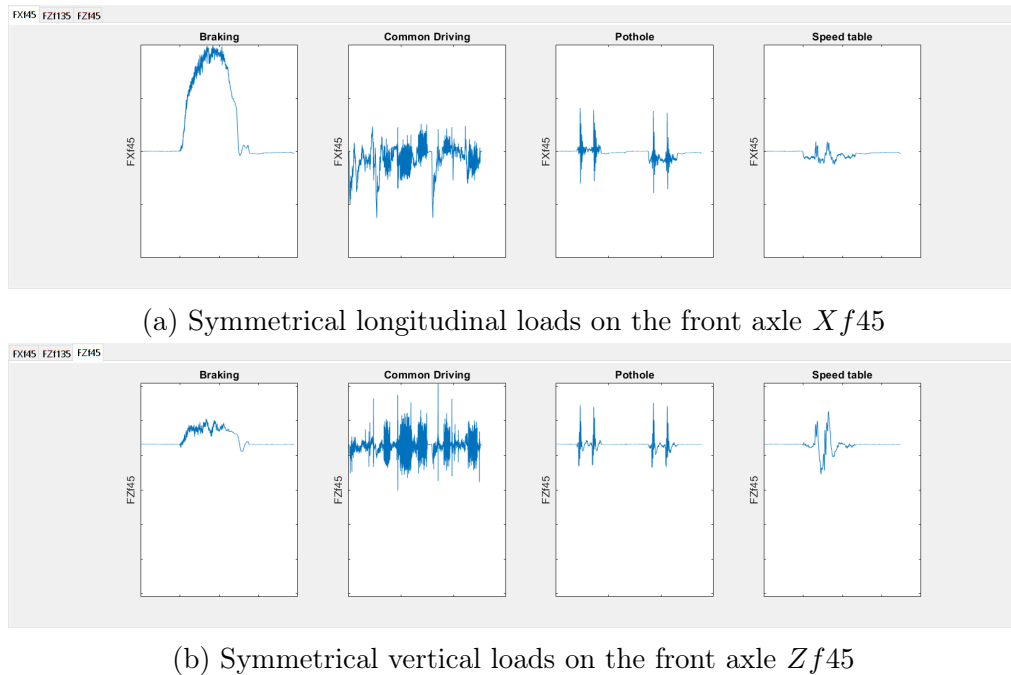 FXf45 FZf135 FZf45
Braking Common Driving Pothole Speed table
FXf45 FXf45 FXf45 FXf45
(a) Symmetrical longitudinal loads on the front axle Xf45
FXf45 FZf135 FZf45
Braking Common Driving Pothole Speed table
FZf45 FZf45 FZf45 FZf45
(b) Symmetrical vertical loads on the front axle Zf45